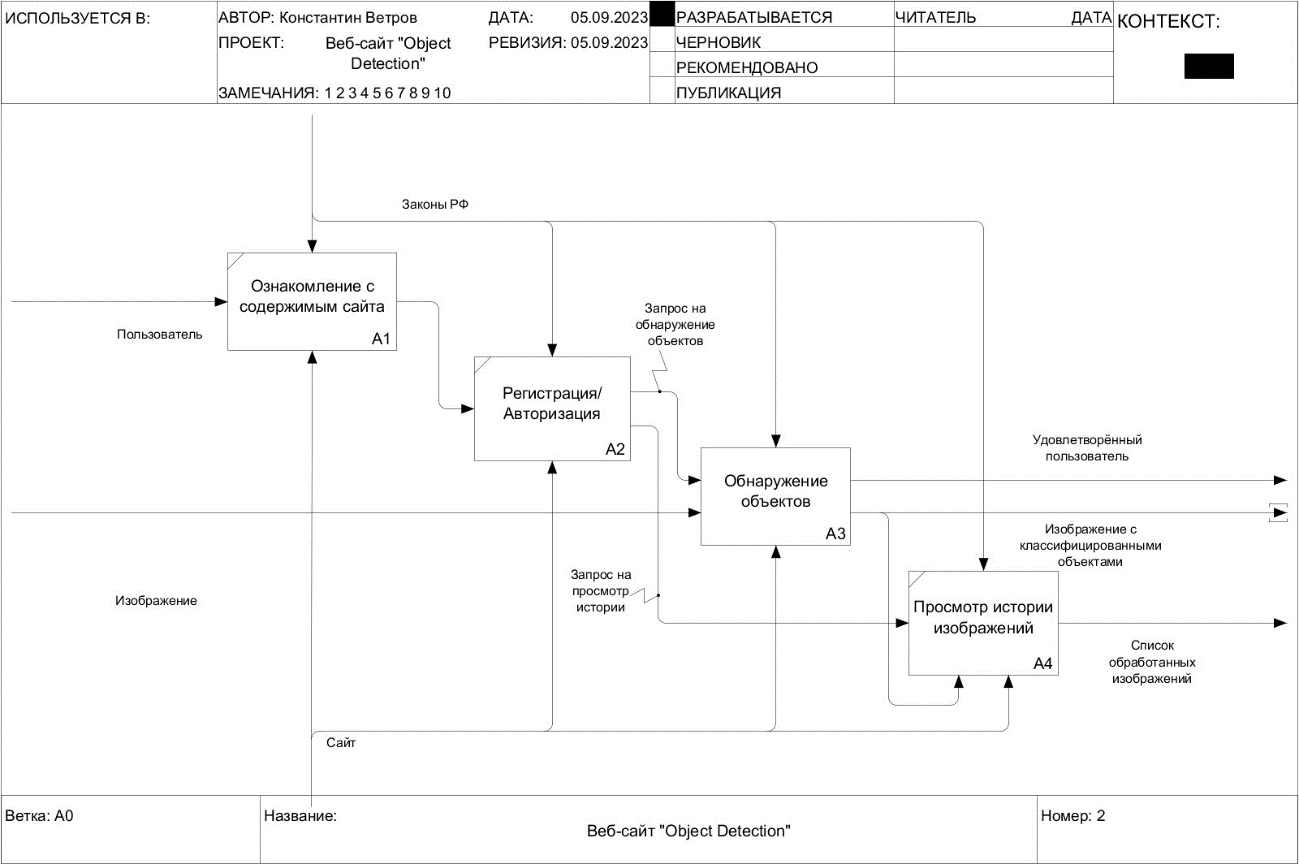 ИСПОЛЬЗУЕТСЯ В:
АВТОР: Константин Ветров
ДАТА: 05.09.2023
ПРОЕКТ: Веб-сайт "Object
Detection"
РЕВИЗИЯ: 05.09.2023
ЗАМЕЧАНИЯ: 1 2 3 4 5 6 7 8 9 10
РАЗРАБАТЫВАЕТСЯ
ЧЕРНОВИК
РЕКОМЕНДОВАНО
ПУБЛИКАЦИЯ
ЧИТАТЕЛЬ
ДАТА
КОНТЕКСТ:
Законы РФ
Ознакомление с
содержимым сайта
A1
Пользователь
Запрос на
обнаружение
объектов
Регистрация/
Авторизация
A2
Удовлетворённый
пользователь
Обнаружение
объектов
A3
Изображение с
классифицированными
объектами
Запрос на
просмотр
истории
Изображение
Просмотр истории
изображений
A4
Список
обработанных
изображений
Сайт
Ветка: A0
Название:
Веб-сайт "Object Detection"
Номер: 2